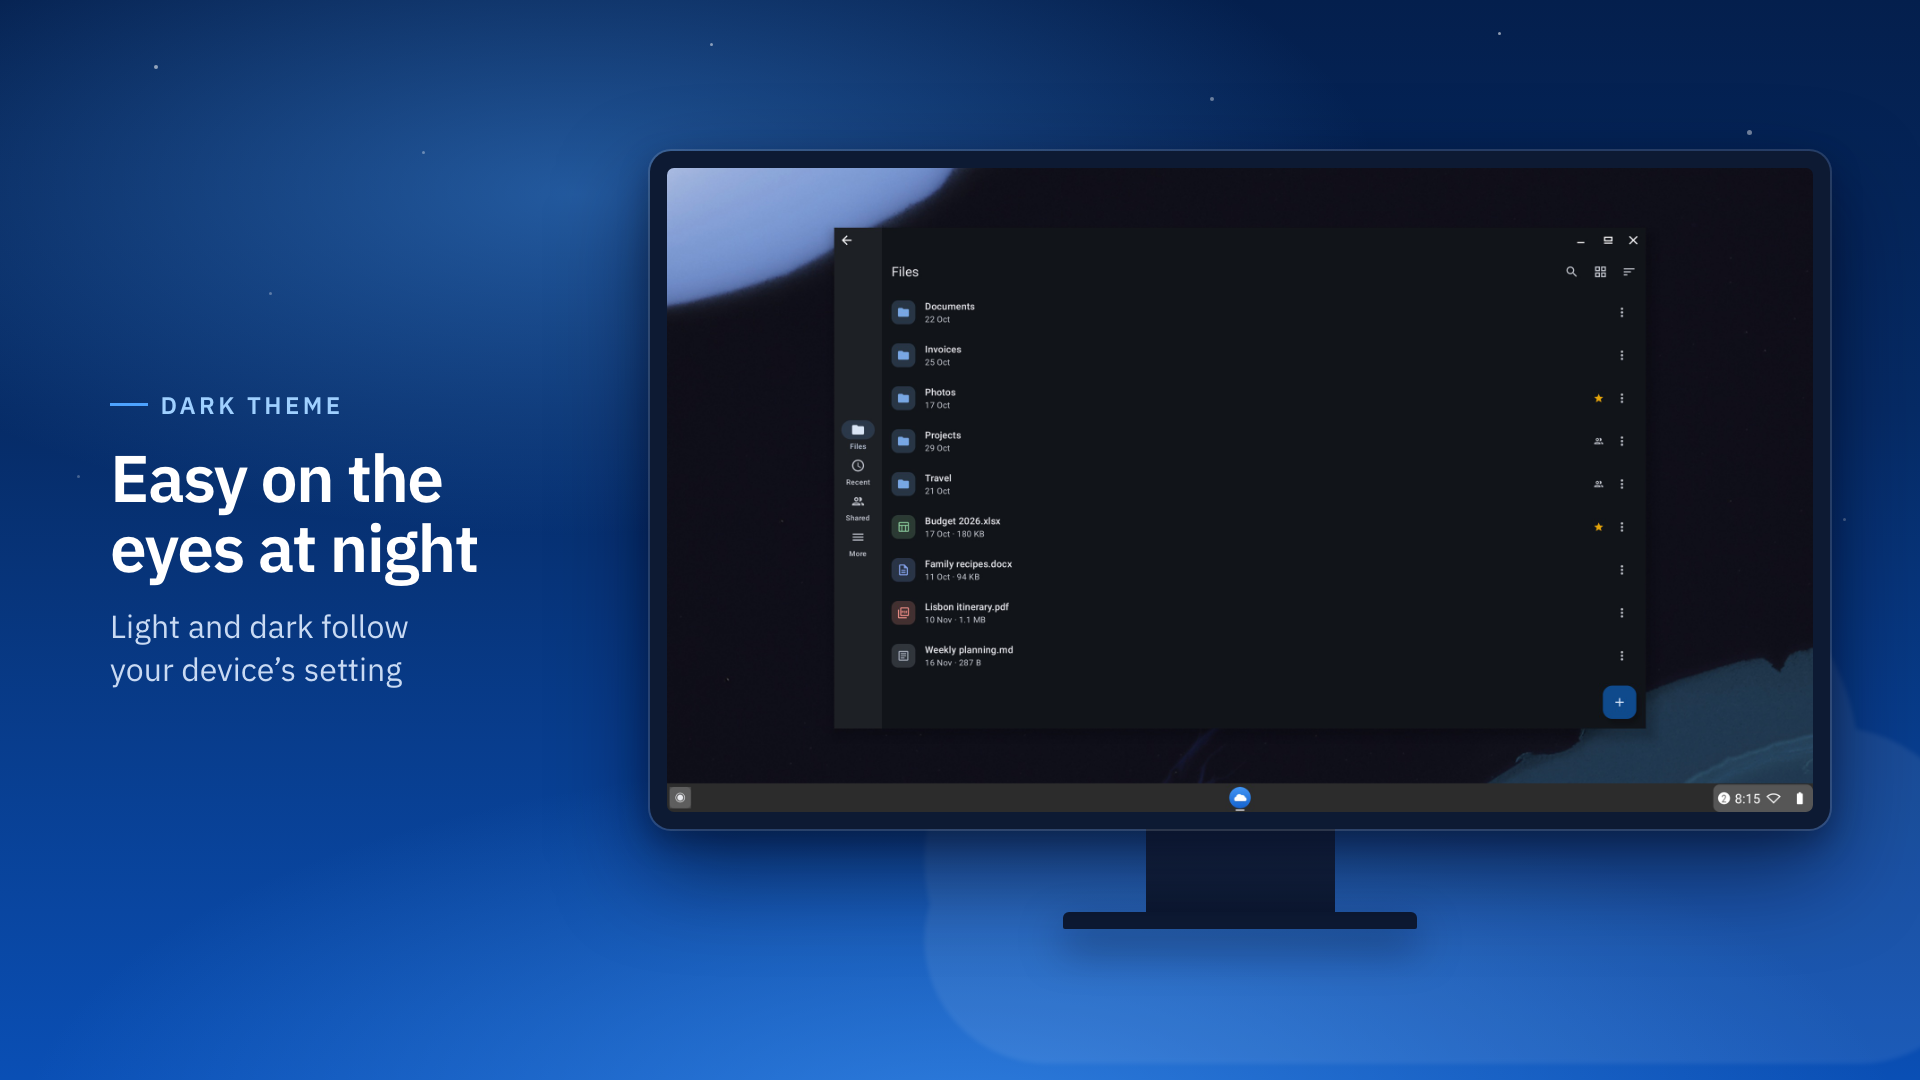 DARK THEME
Easy on the
eyes at night
Light and dark follow
your device’s setting
Files
Documents
22 Oct
Invoices
25 Oct
Photos
17 Oct
Projects
29 Oct
Travel
21 Oct
Budget 2026.xlsx
17 Oct · 180 KB
Family recipes.docx
11 Oct · 94 KB
Lisbon itinerary.pdf
10 Nov · 1.1 MB
Weekly planning.md
16 Nov · 287 B
Files
Recent
Shared
More
2 8:15